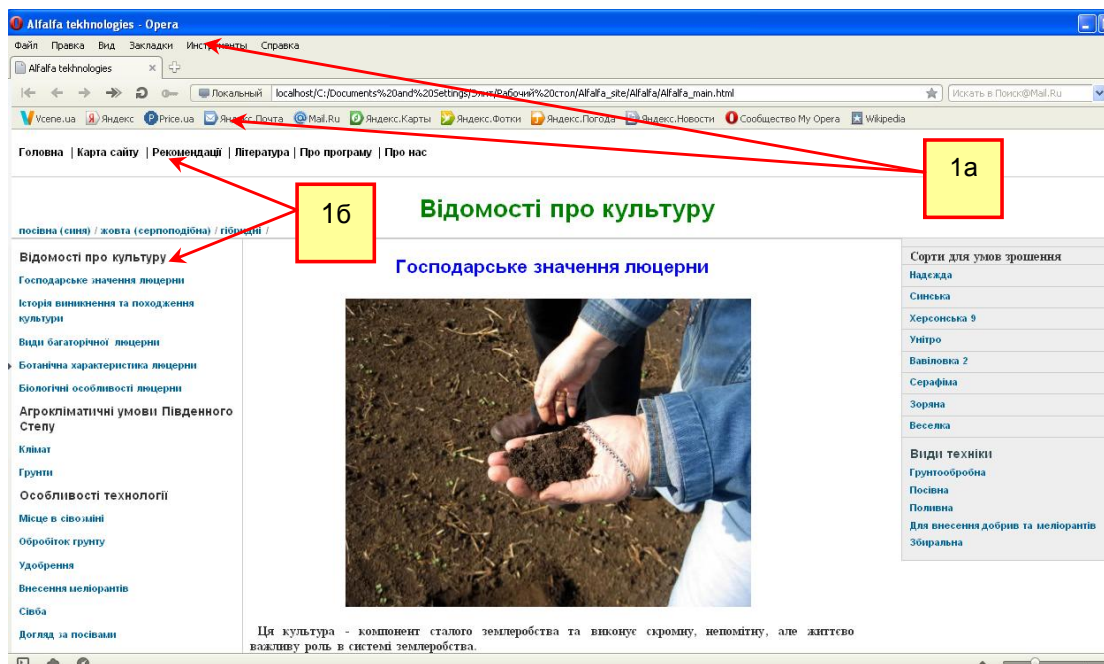 Alfalfa tekhnologies - Opera
Файл Правка Вид Закладки Инструменты Справка
Alfalfa tekhnologies
Локальный localhost/C:/Documents%20and%20Settings/Элит/Рабочий%20стол/Alfalfa_site/Alfalfa/Alfalfa_main.html Искать в Поиск@Mail.Ru
Vcene.ua Яндекс Price.ua Яндекс.Почта Mail.Ru Яндекс.Карты Яндекс.Фотки Яндекс.Погода Яндекс.Новости Сообщество My Opera Wikipedia
Головна | Карта сайту | Рекомендації | Література | Про програму | Про нас
1а
1б
Відомості про культуру
посівна (синя) / жовта (серпоподібна) / гібридні /
Відомості про культуру
Господарське значення люцерни
Історія виникнення та походження
культури
Види багаторічної люцерни
Ботанічна характеристика люцерни
Біологічні особливості люцерни
Агрокліматичні умови Південного
Степу
Клімат
Грунти
Особливості технології
Місце в сівозміні
Обробіток грунту
Удобрення
Внесення меліорантів
Сівба
Догляд за посівами
Господарське значення люцерни
Ця культура - компонент сталого землеробства та виконує скромну, непомітну, але життєво
важливу роль в системі землеробства.
Сорти для умов зрошення
Надєжда
Синська
Херсонська 9
Унітро
Вавіловка 2
Серафіма
Зоряна
Веселка
Види техніки
Грунтообробна
Посівна
Поливна
Для внесення добрив та меліорантів
Збиральна